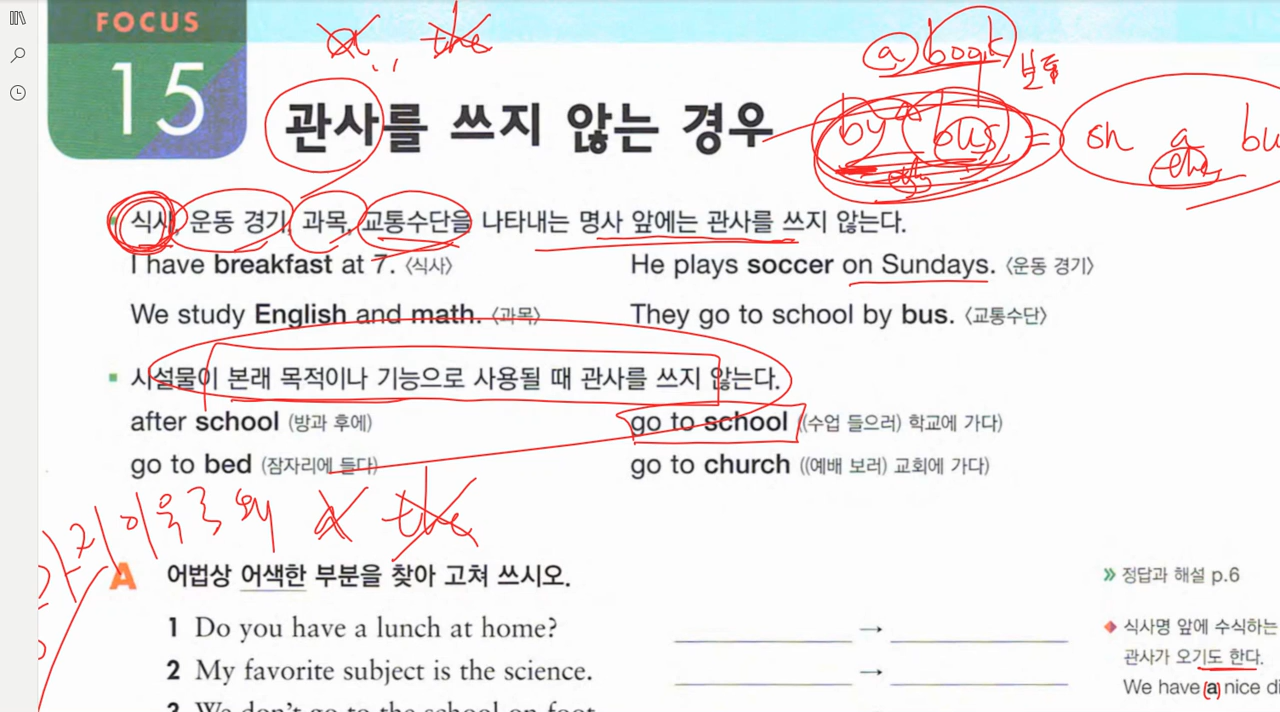 FOCUS
15
a the
a book
보통
관사를 쓰지 않는 경우
by bus =
식사, 운동 경기, 과목, 교통수단을 나타내는 명사 앞에는 관사를 쓰지 않는다.
I have breakfast at 7. 〈식사〉
He plays soccer on Sundays. 〈운동 경기〉
We study English and math. 〈과목〉
They go to school by bus. 〈교통수단〉
시설물이 본래 목적이나 기능으로 사용될 때 관사를 쓰지 않는다.
after school (방과 후에)
go to school ((수업 들으러) 학교에 가다)
go to bed (잠자리에 들다)
go to church ((예배 보러) 교회에 가다)
a the
A 어법상 어색한 부분을 찾아 고쳐 쓰시오.
1 Do you have a lunch at home? →
2 My favorite subject is the science. →
3 We don't go to the school on foot.
» 정답과 해설 p.6
식사명 앞에 수식하는
관사가 오기도 한다.
We have a nice